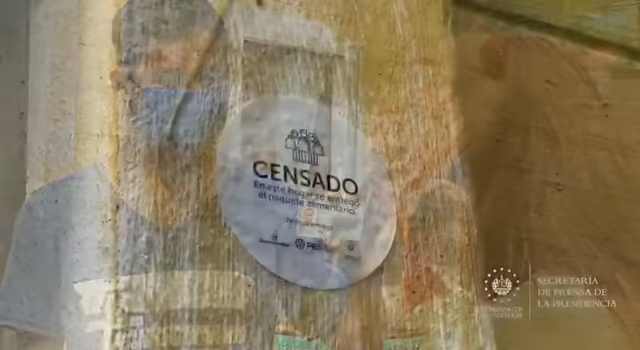 CENSADO
En este hogar se entregó
el paquete alimentario.
SECRETARÍA
DE PRENSA DE
LA PRESIDENCIA